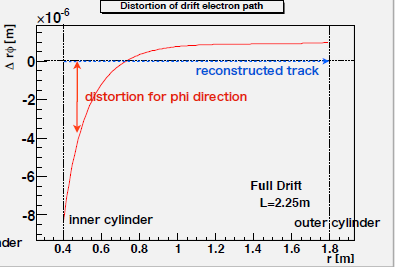 Distortion of drift electron path
×10⁻⁶
Δ rφ [m]
0
-2
-4
-6
-8
reconstructed track
distortion for phi direction
Full Drift
L=2.25m
inner cylinder
outer cylinder
nder
0.4 0.6 0.8 1 1.2 1.4 1.6 1.8
r [m]